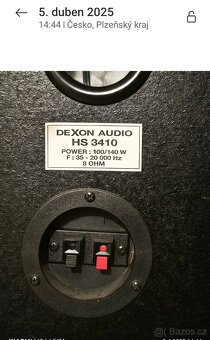 5. duben 2025
14:44 | Česko, Plzeňský kraj
DEXON AUDIO
HS 3410
POWER : 100/140 W
F : 35 - 20 000 Hz
8 OHM
Bazoš.cz